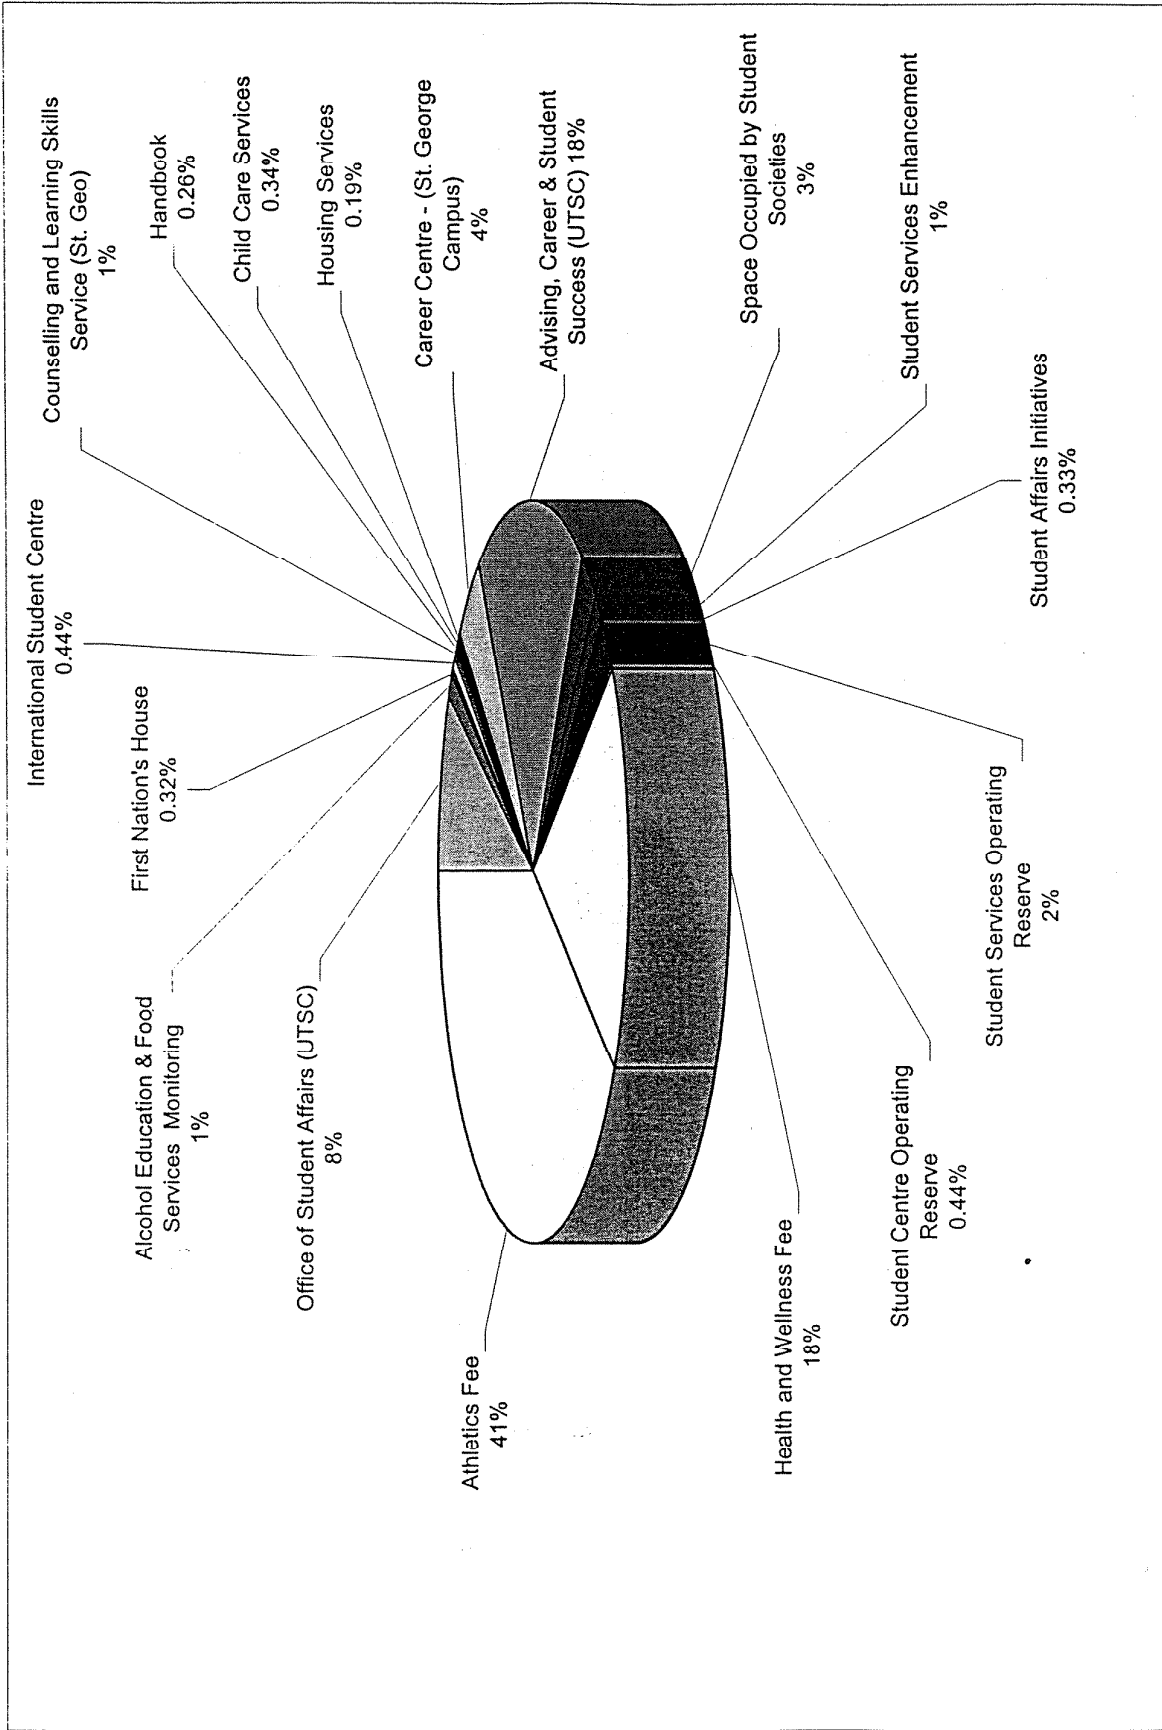 International Student Centre
0.44%
Counselling and Learning Skills
Service (St. Geo)
1%
Handbook
0.26%
Child Care Services
0.34%
Housing Services
0.19%
Career Centre - (St. George
Campus)
4%
Advising, Career & Student
Success (UTSC) 18%
Space Occupied by Student
Societies
3%
Student Services Enhancement
1%
Student Affairs Initiatives
0.33%
Student Services Operating
Reserve
2%
Student Centre Operating
Reserve
0.44%
Health and Wellness Fee
18%
Athletics Fee
41%
Office of Student Affairs (UTSC)
8%
Alcohol Education & Food
Services Monitoring
1%
First Nation's House
0.32%